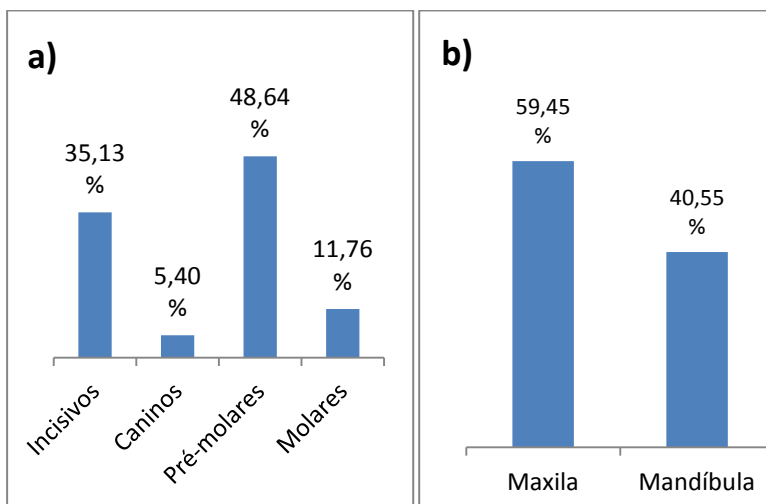 a)
35,13
%
5,40
%
48,64
%
11,76
%
Incisivos
Caninos
Pré-molares
Molares
b)
59,45
%
40,55
%
Maxila
Mandíbula